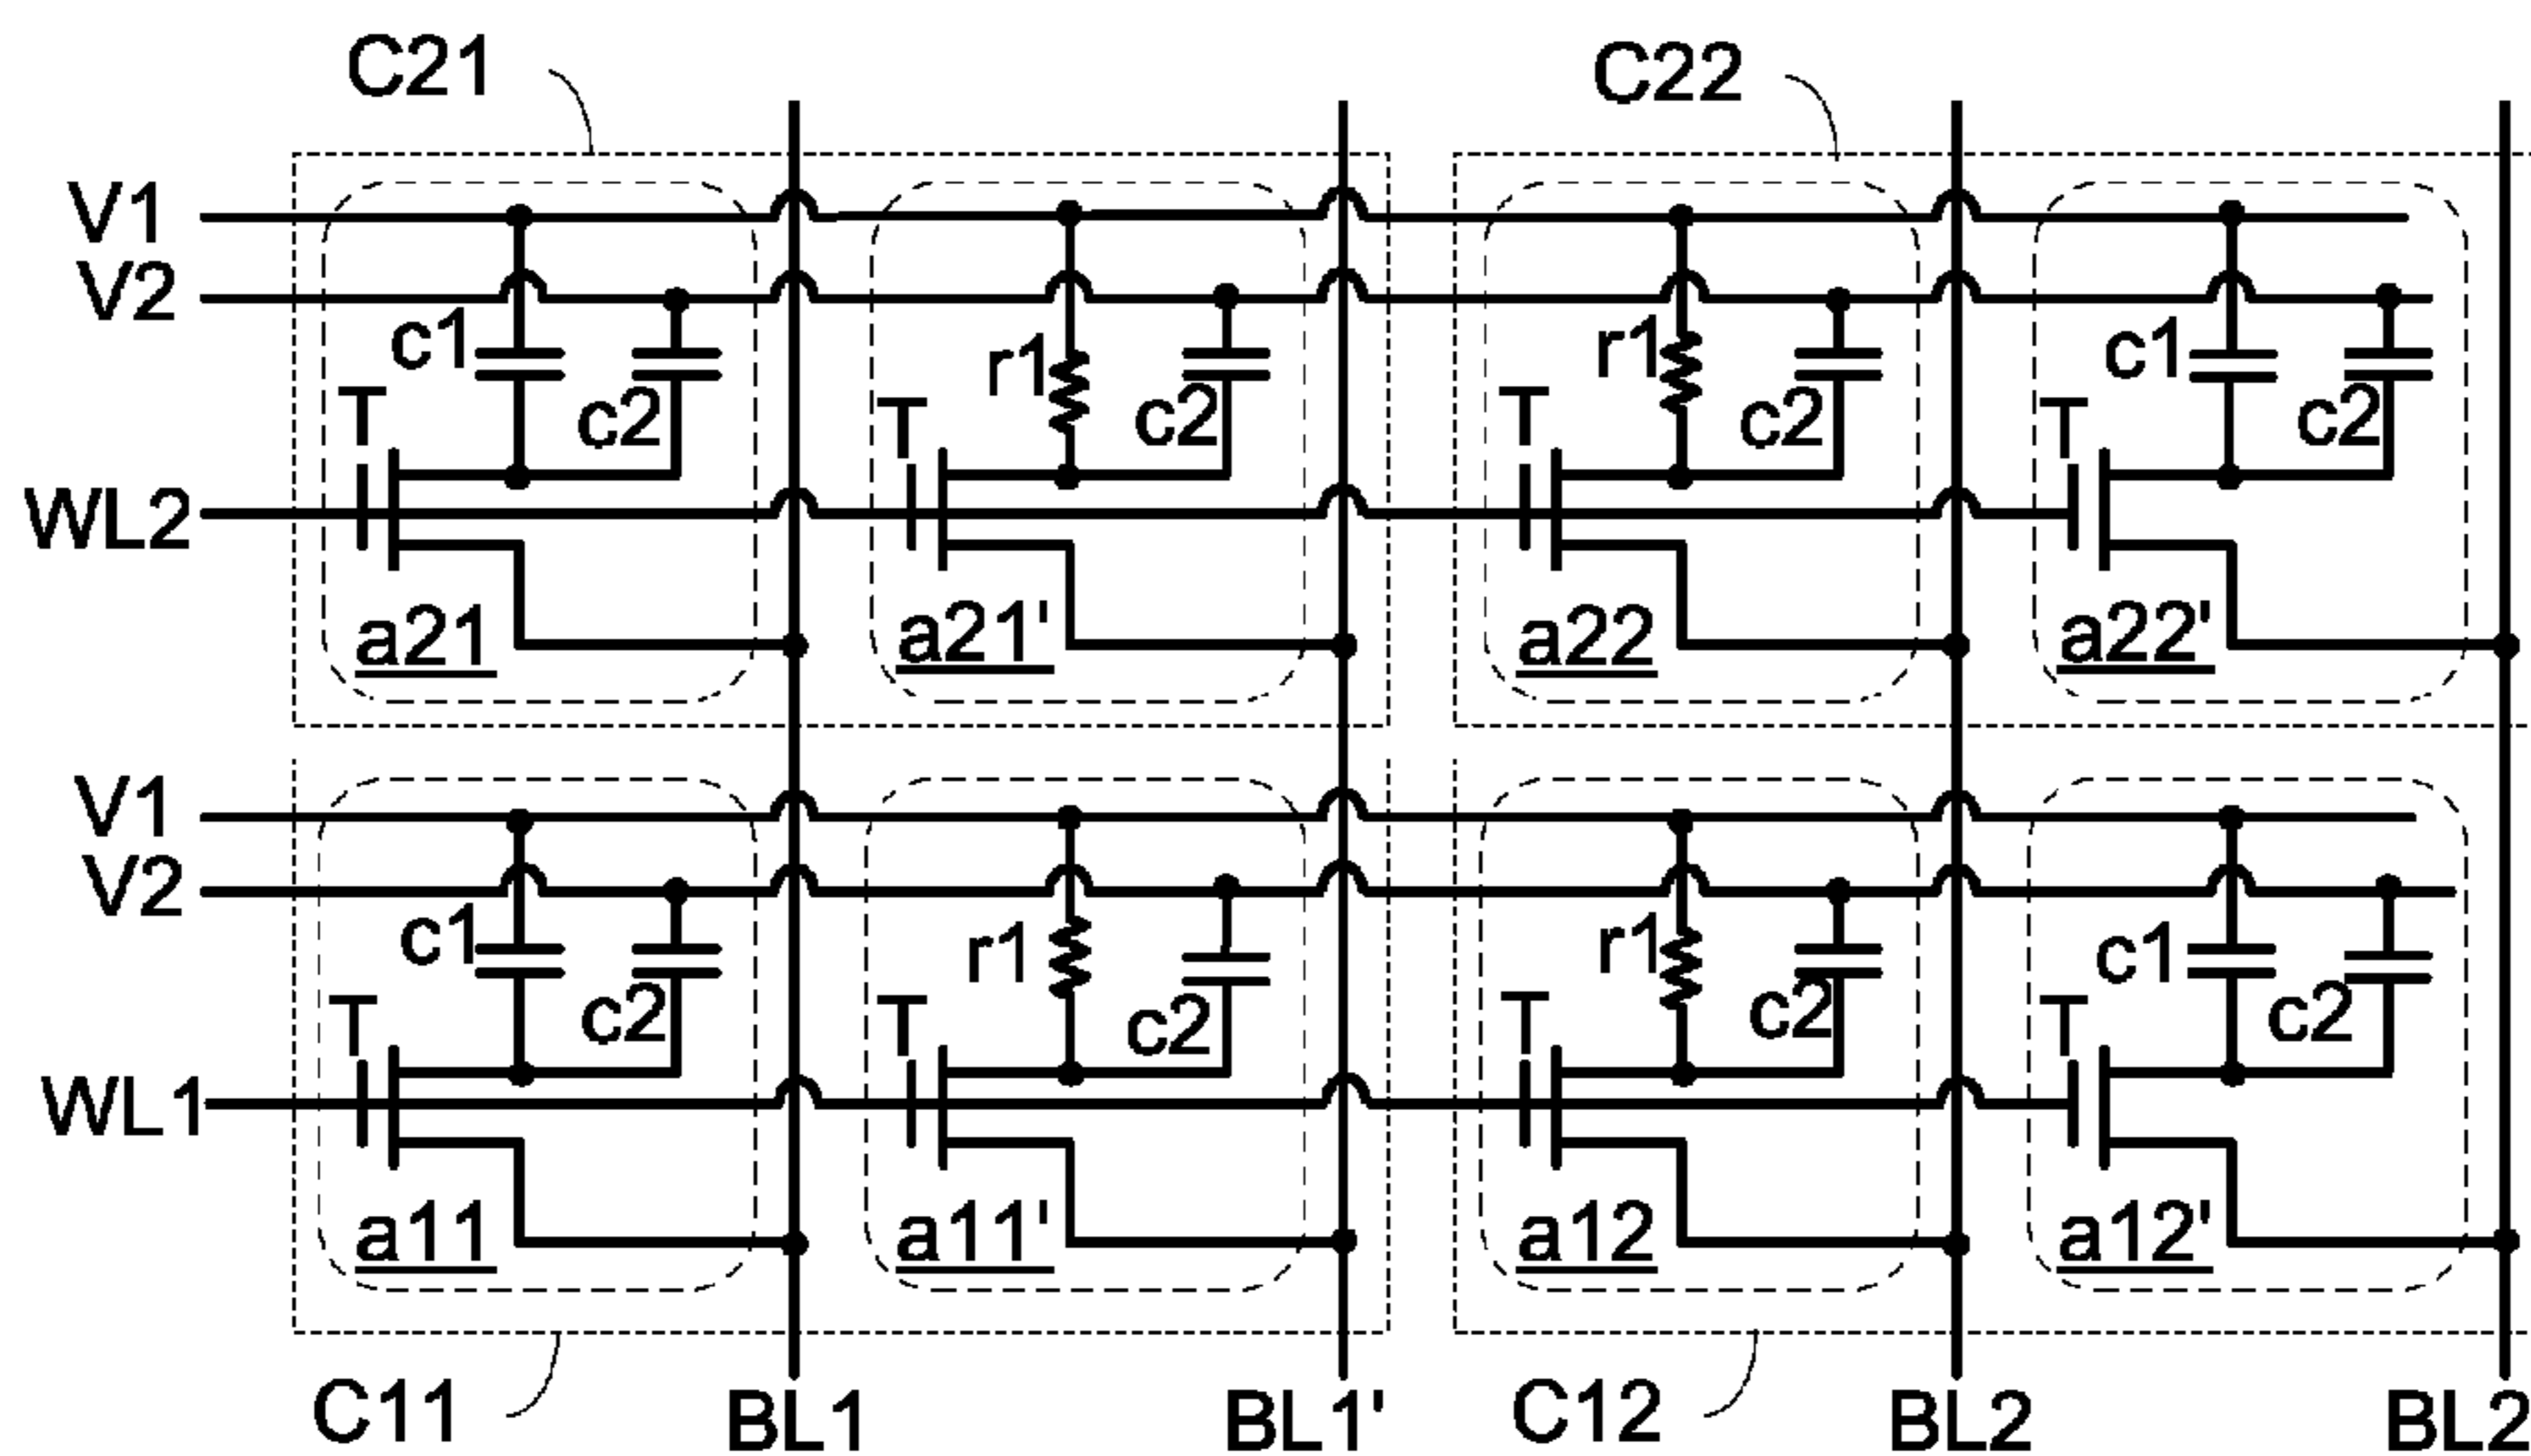 C21 C22
V1
V2
c1 r1 r1 c1
T c2 T c2 T c2 T c2
WL2
a21 a21' a22 a22'
V1
V2
c1 r1 r1 c1
T c2 T c2 T c2 T c2
WL1
a11 a11' a12 a12'
C11 BL1 BL1' C12 BL2 BL2